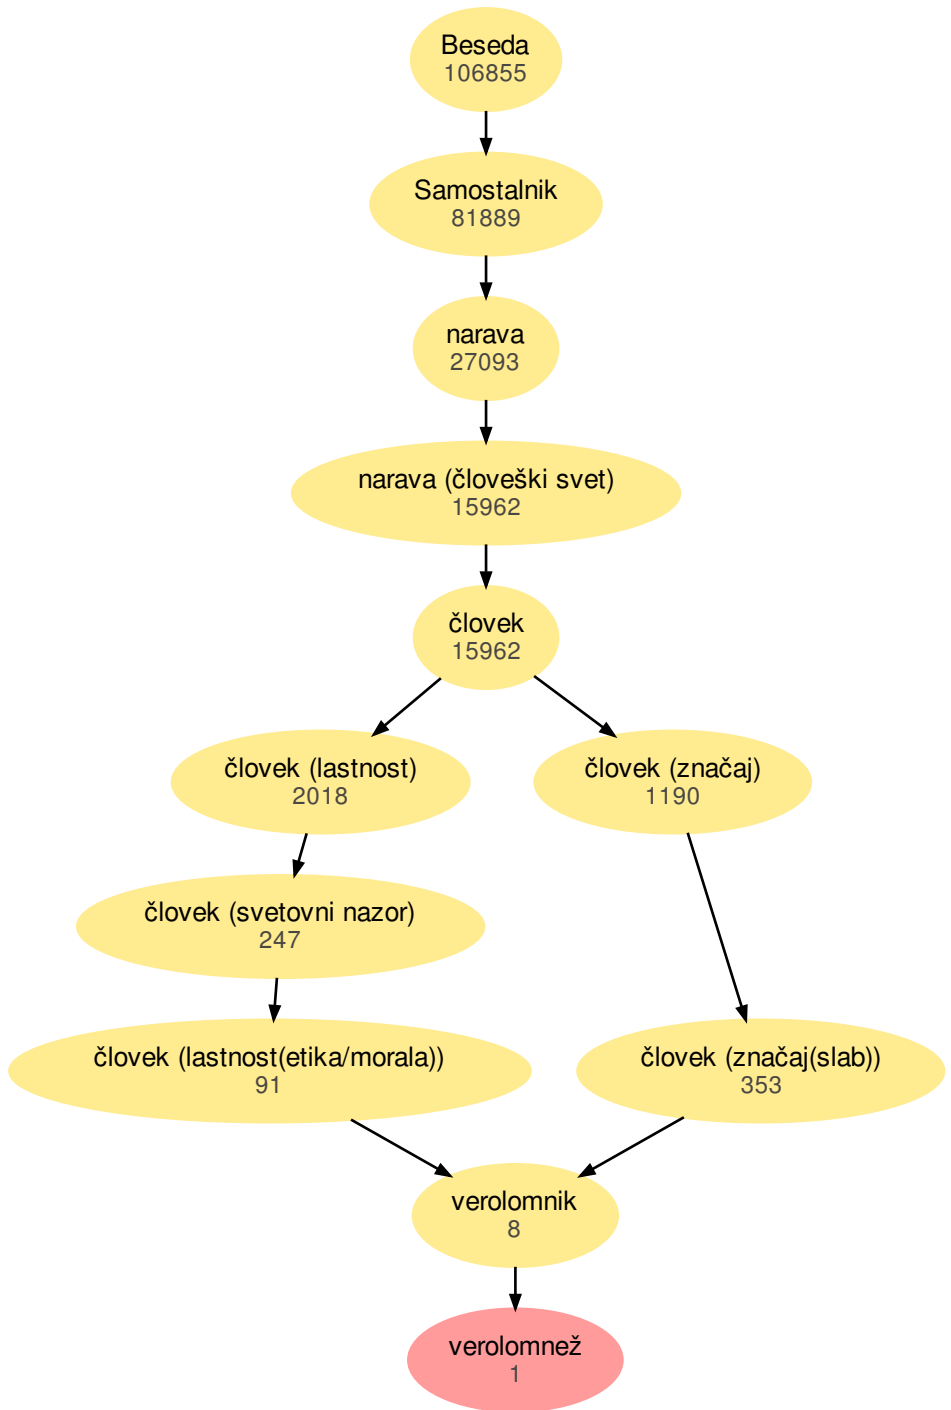 Beseda
106855
Samostalnik
81889
narava
27093
narava (človeški svet)
15962
človek
15962
človek (lastnost)
2018
človek (značaj)
1190
človek (svetovni nazor)
247
človek (lastnost(etika/morala))
91
človek (značaj(slab))
353
verolomnik
8
verolomnež
1